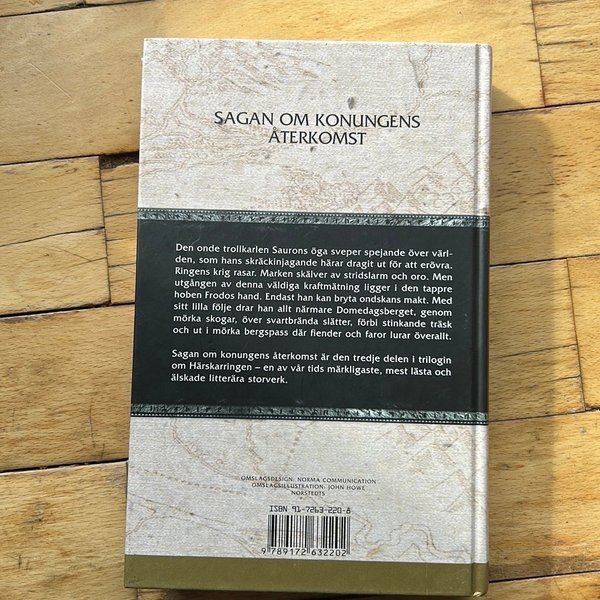 SAGAN OM KONUNGENS
ÅTERKOMST
Den onde trollkarlen Saurons öga sveper spejande över värl-
den, som hans skräckinjagande härar dragit ut för att erövra.
Ringens krig rasar. Marken skälver av stridslarm och oro. Men
utgången av denna väldiga kraftmätning ligger i den tappre
hoben Frodos hand. Endast han kan bryta ondskans makt. Med
sitt lilla följe drar han allt närmare Domedagsberget, genom
mörka skogar, över svartbrända slätter, förbi stinkande träsk
och ut i mörka bergspass där fiender och faror lurar överallt.
Sagan om konungens återkomst är den tredje delen i trilogin
om Härskarringen – en av vår tids märkligaste, mest lästa och
älskade litterära storverk.
OMSLAGSDESIGN: NORMA COMMUNICATION
OMSLAGSILLUSTRATION: JOHN HOWE
NORSTEDTS
ISBN 91-7263-220-8
9 789172 632202